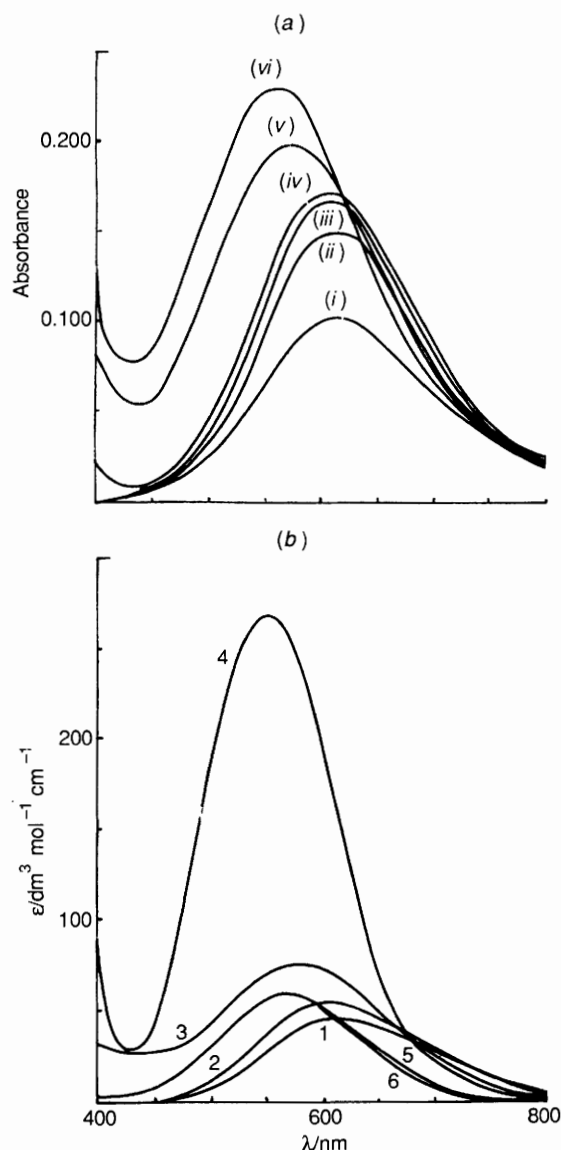 (a)
(vi)
(v)
0.200
(iv)
(iii)
(ii)
Absorbance
(i)
0.100
(b)
4
200
ε/dm³ mol⁻¹ cm⁻¹
100
3
2
1
5
6
400
600
800
λ/nm